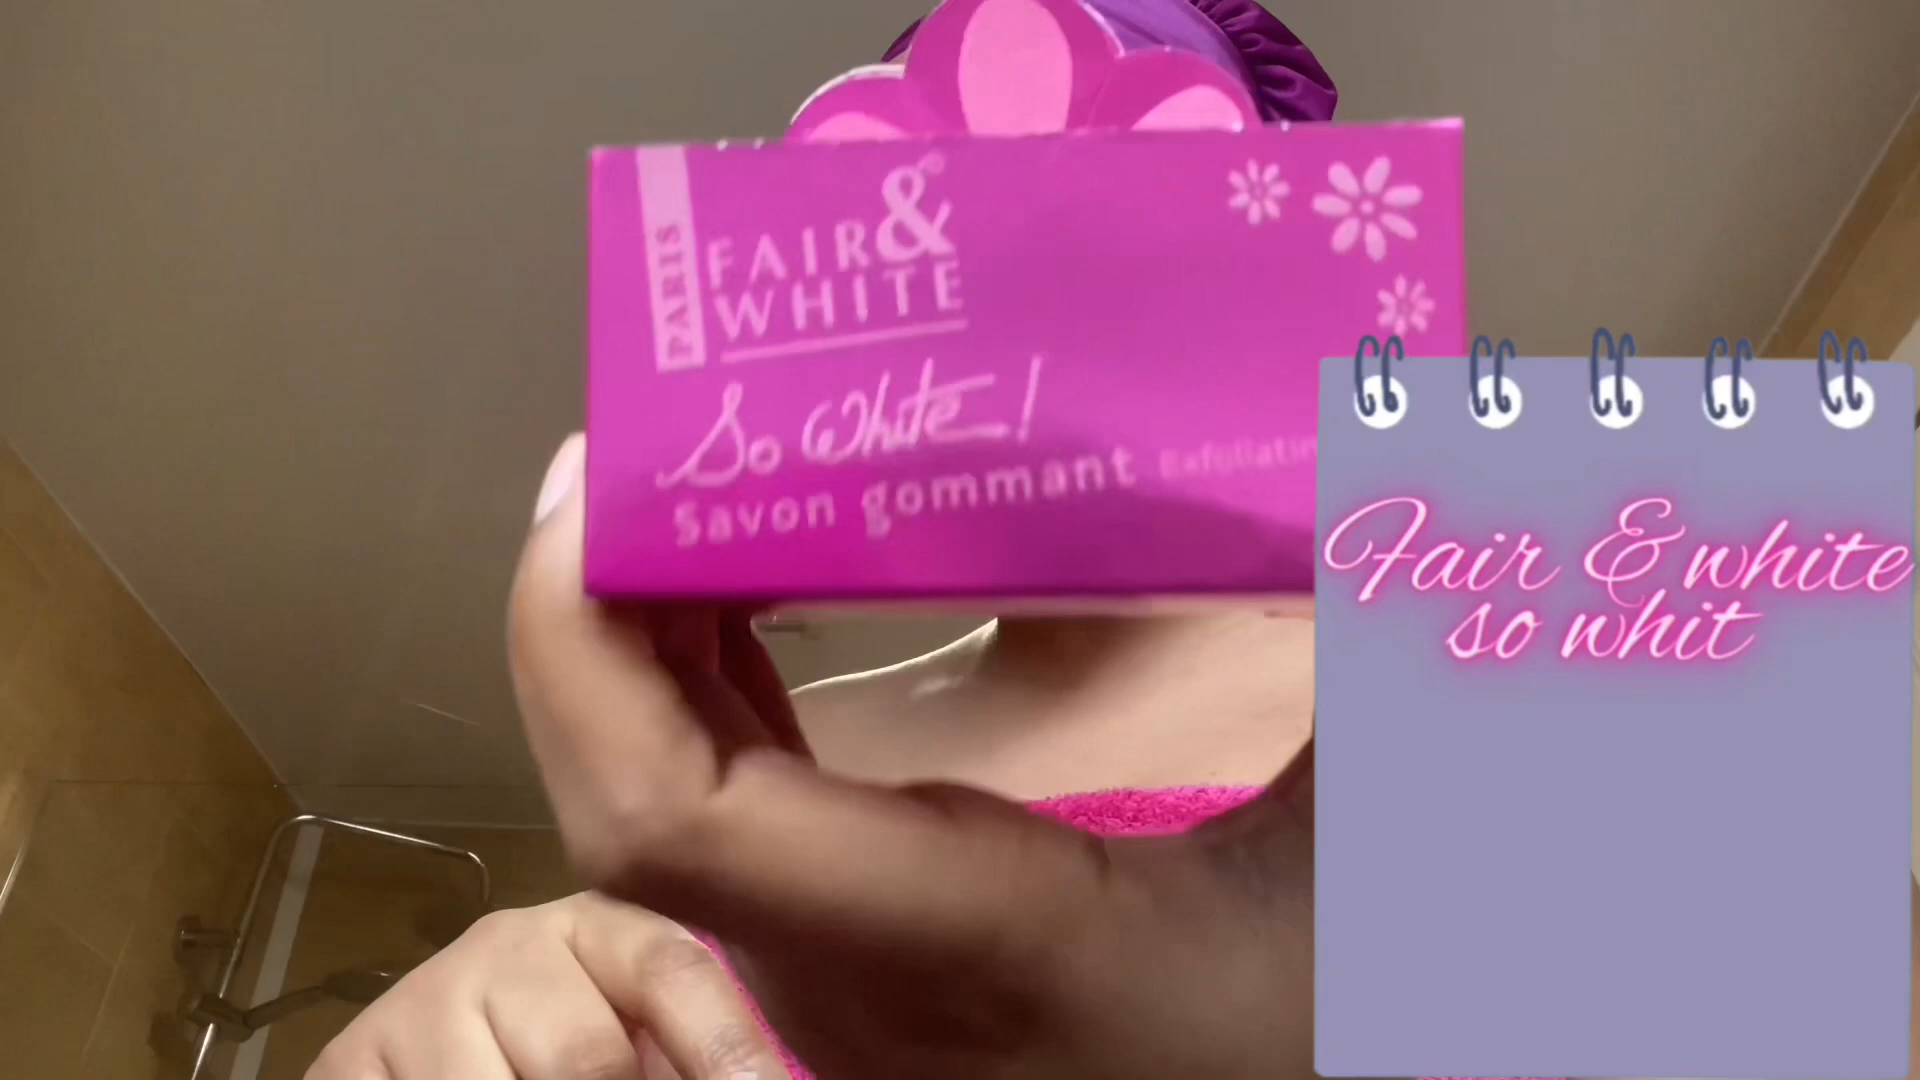 PARIS
FAIR &
WHITE
So White!
Savon gommant
Fair & white
so whit